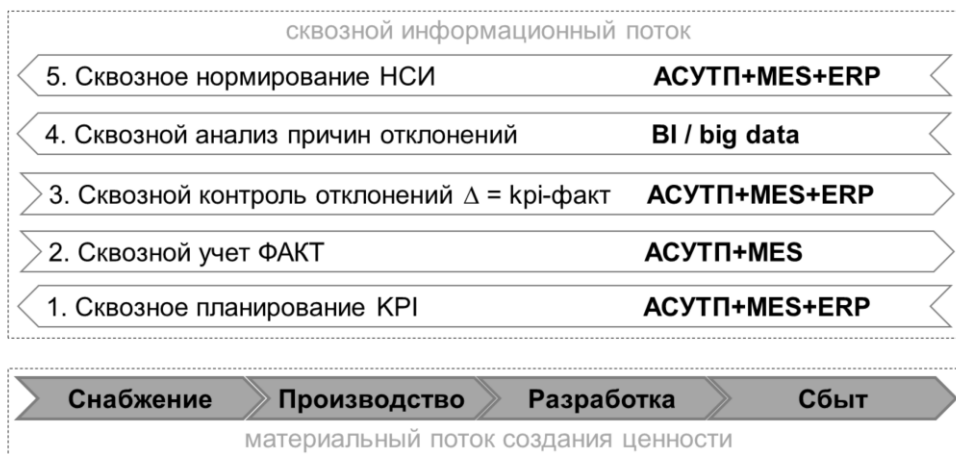 сквозной информационный поток
5. Сквозное нормирование НСИ АСУТП+MES+ERP
4. Сквозной анализ причин отклонений BI / big data
3. Сквозной контроль отклонений Δ = kpi-факт АСУТП+MES+ERP
2. Сквозной учет ФАКТ АСУТП+MES
1. Сквозное планирование KPI АСУТП+MES+ERP
Снабжение Производство Разработка Сбыт
материальный поток создания ценности